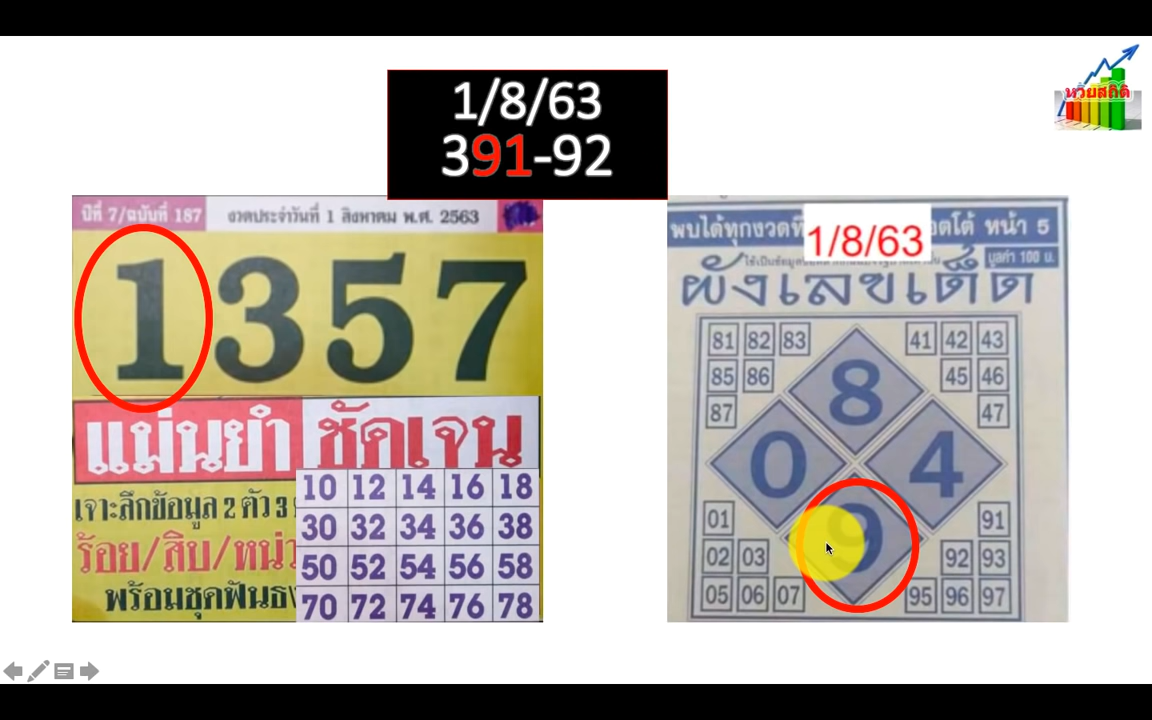 1/8/63
391-92
หวยสถิติ
ปีที่ 7/ฉบับที่ 187
งวดประจำวันที่ 1 สิงหาคม พ.ศ. 2563
1357
แม่นยำ ชัดเจน
เจาะลึกข้อมูล 2 ตัว 3
ร้อย/สิบ/หน่ว
พร้อมชุดฟันธ
10 12 14 16 18
30 32 34 36 38
50 52 54 56 58
70 72 74 76 78
พบได้ทุกงวดที่
หน้า 5
1/8/63
มูลค่า 100 บ.
ผังเลขเด็ด
81 82 83
85 86
87
41 42 43
45 46
47
8
0
4
9
01
02 03
05 06 07
91
92 93
95 96 97